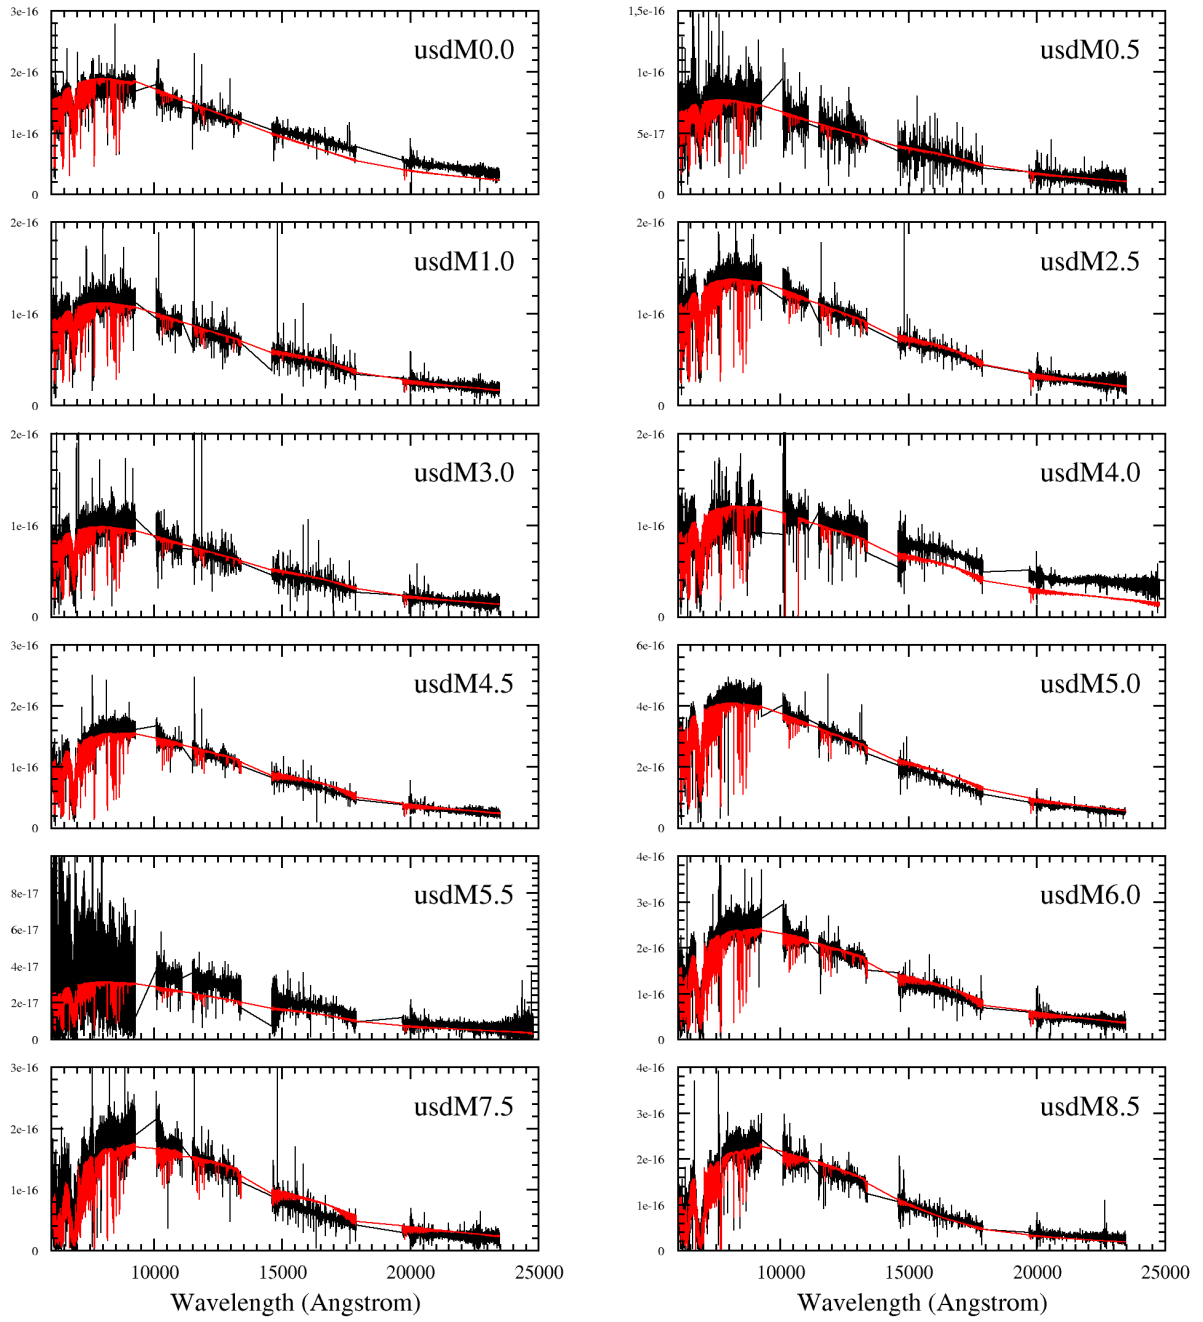 3e-16
2e-16
1e-16
0
usdM0.0
1,5e-16
1e-16
5e-17
0
usdM0.5
2e-16
1e-16
0
usdM1.0
2e-16
1e-16
0
usdM2.5
2e-16
1e-16
0
usdM3.0
2e-16
1e-16
0
usdM4.0
3e-16
2e-16
1e-16
0
usdM4.5
6e-16
4e-16
2e-16
0
usdM5.0
8e-17
6e-17
4e-17
2e-17
0
usdM5.5
4e-16
3e-16
2e-16
1e-16
0
usdM6.0
3e-16
2e-16
1e-16
0
usdM7.5
4e-16
3e-16
2e-16
1e-16
0
usdM8.5
10000 15000 20000 25000
Wavelength (Angstrom)
10000 15000 20000 25000
Wavelength (Angstrom)